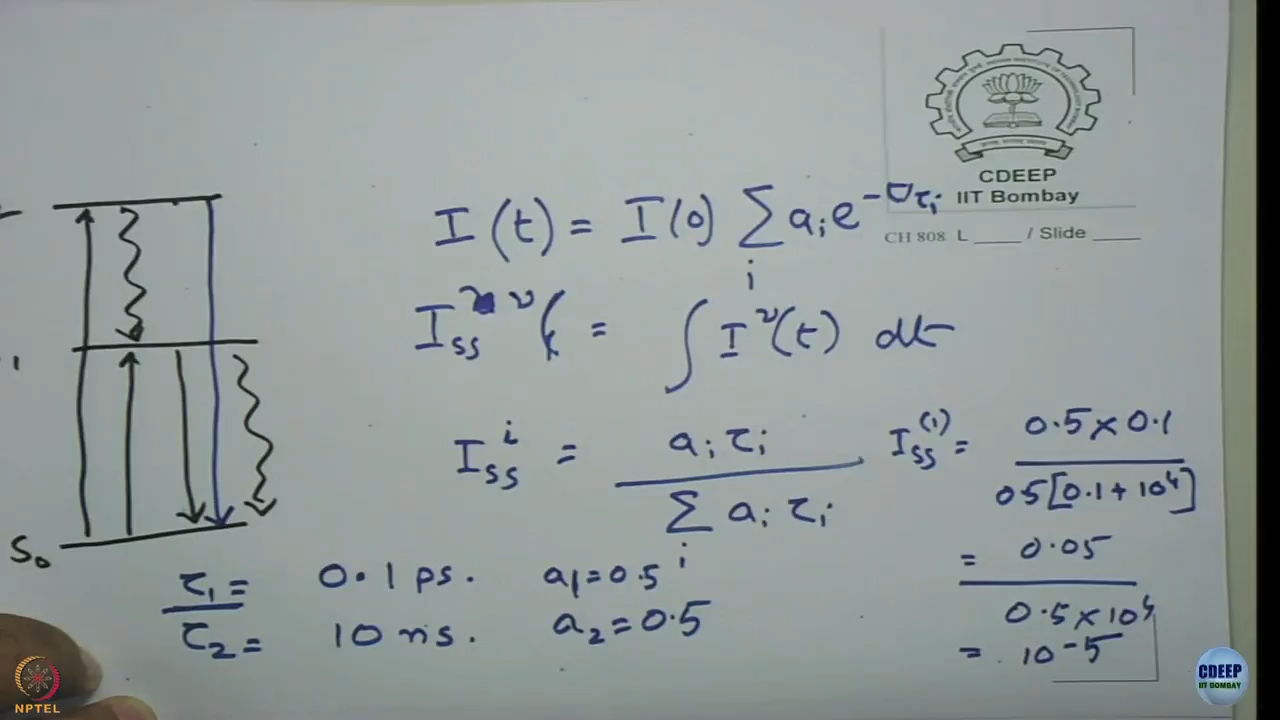 CDEEP
IIT Bombay
CH 808 L ____ / Slide ____
I(t) = I(0) ∑ᵢ aᵢ e^(-t/τᵢ)
I_ss^ν = ∫ I^ν(t) dt
I_ss^i = aᵢτᵢ / ∑ᵢ aᵢτᵢ
I_ss^(1) = 0.5 × 0.1 / 0.5[0.1 + 10⁴]
= 0.05 / 0.5 × 10⁴
= 10⁻⁵
S₀
τ₁ = 0.1 ps. a₁ = 0.5
τ₂ = 10 ns. a₂ = 0.5
NPTEL
CDEEP
IIT BOMBAY